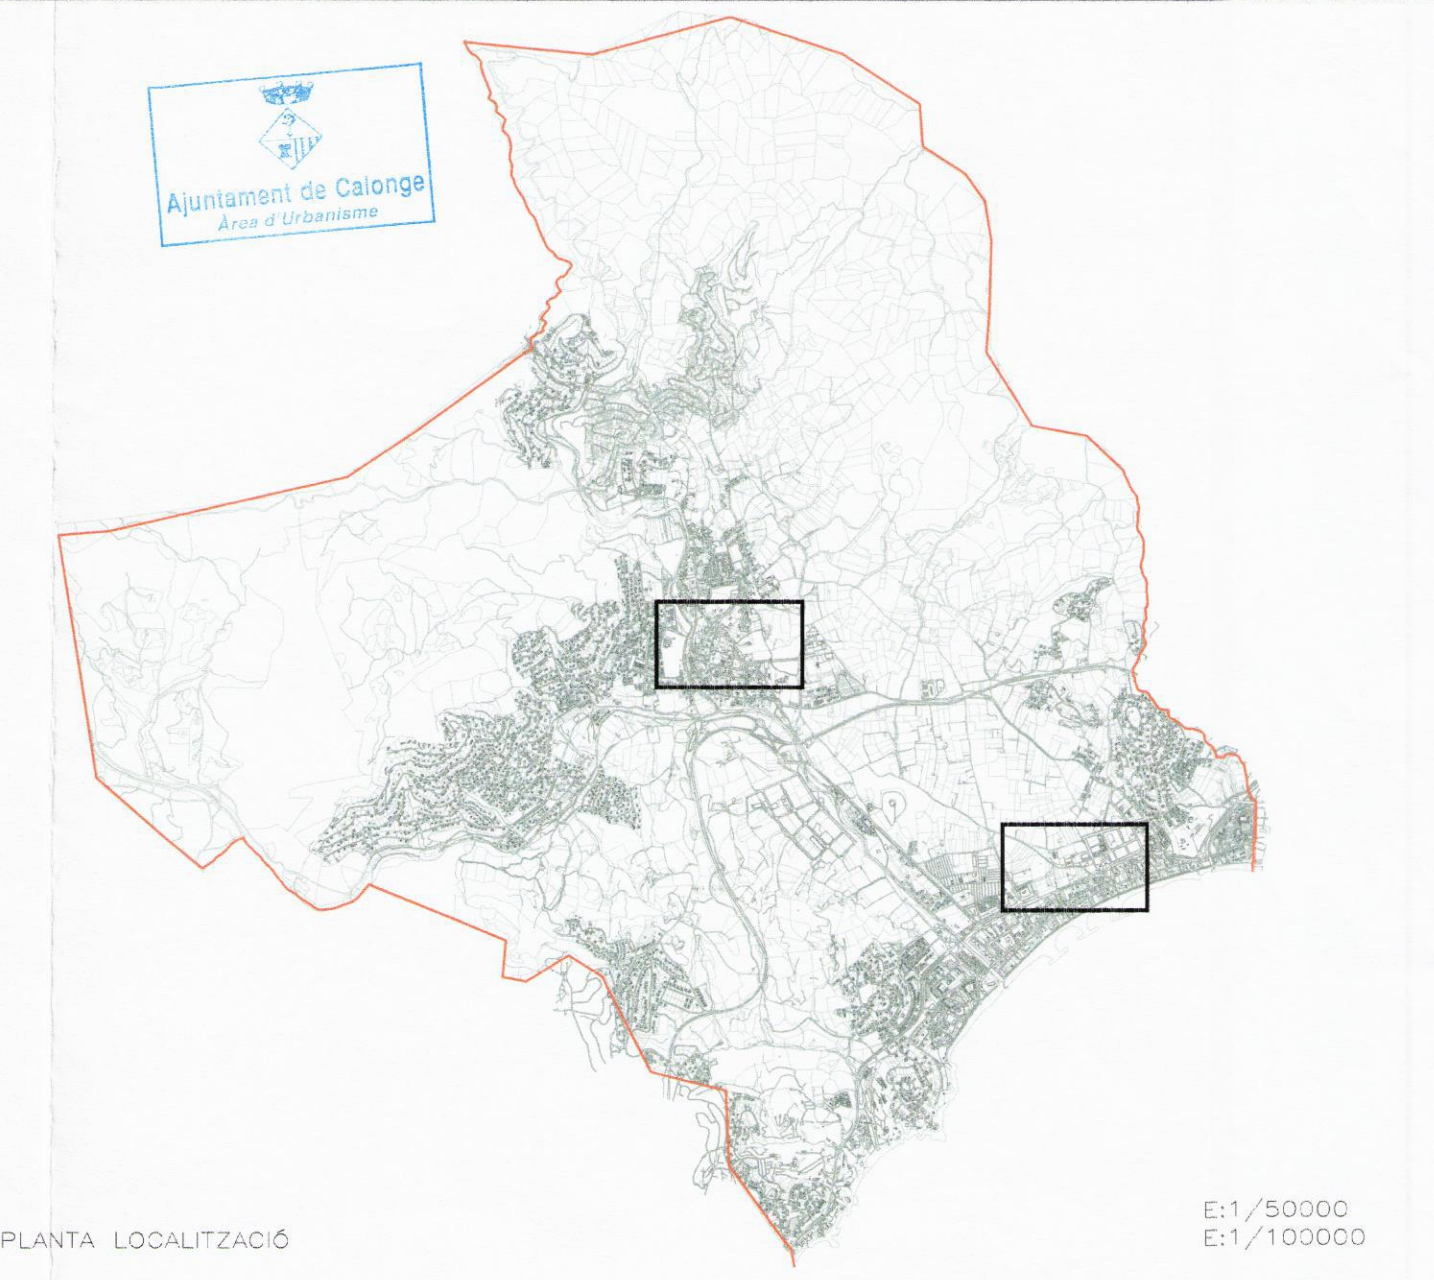 Ajuntament de Calonge
Àrea d'Urbanisme
E:1/50000
PLANTA LOCALITZACIÓ
E:1/100000